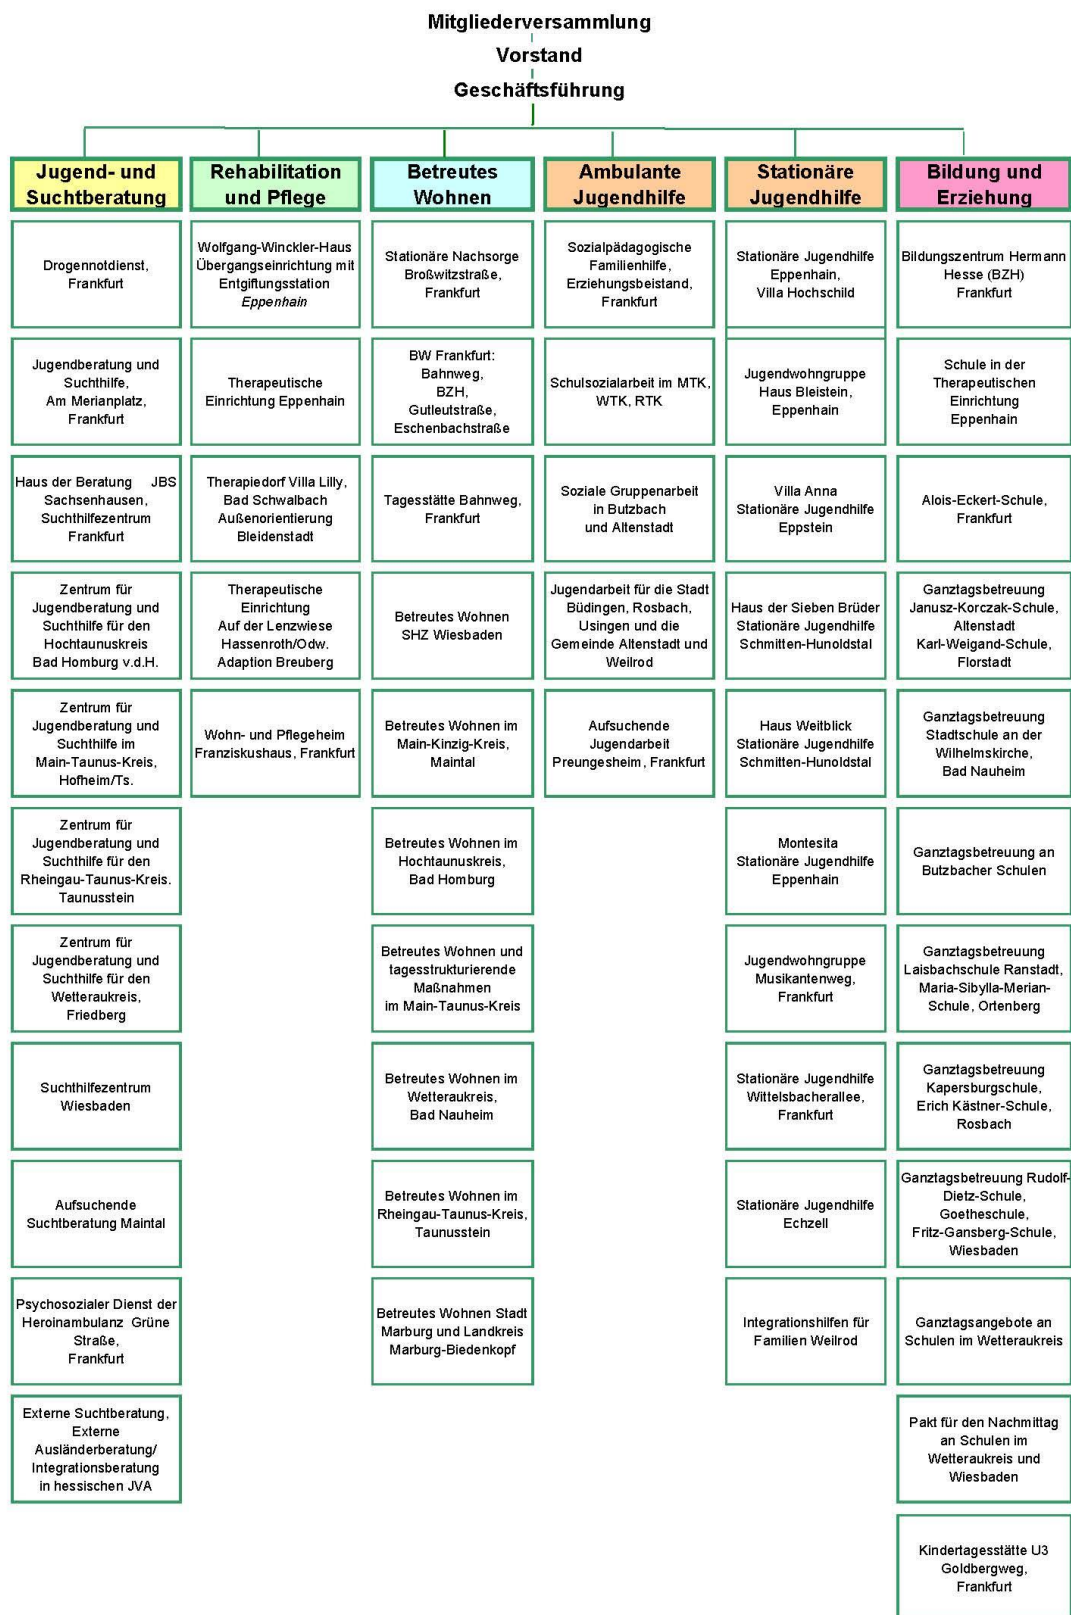 Mitgliederversammlung
Vorstand
Geschäftsführung
Jugend- und
Suchtberatung
Drogennotdienst,
Frankfurt
Jugendberatung und
Suchthilfe,
Am Merianplatz,
Frankfurt
Haus der Beratung JBS
Sachsenhausen,
Suchthilfezentrum
Frankfurt
Zentrum für
Jugendberatung und
Suchthilfe für den
Hochtaunuskreis
Bad Homburg v.d.H.
Zentrum für
Jugendberatung und
Suchthilfe im
Main-Taunus-Kreis,
Hofheim/Ts.
Zentrum für
Jugendberatung und
Suchthilfe für den
Rheingau-Taunus-Kreis.
Taunusstein
Zentrum für
Jugendberatung und
Suchthilfe für den
Wetteraukreis,
Friedberg
Suchthilfezentrum
Wiesbaden
Aufsuchende
Suchtberatung Maintal
Psychosozialer Dienst der
Heroinambulanz Grüne
Straße,
Frankfurt
Externe Suchtberatung,
Externe
Ausländerberatung/
Integrationsberatung
in hessischen JVA
Rehabilitation
und Pflege
Wolfgang-Winckler-Haus
Übergangseinrichtung mit
Entgiftungsstation
Eppenhain
Therapeutische
Einrichtung Eppenhain
Therapiedorf Villa Lilly,
Bad Schwalbach
Außenorientierung
Bleidenstadt
Therapeutische
Einrichtung
Auf der Lenzwiese
Hassenroth/Odw.
Adaption Breuberg
Wohn- und Pflegeheim
Franziskushaus, Frankfurt
Betreutes
Wohnen
Stationäre Nachsorge
Broßwitzstraße,
Frankfurt
BW Frankfurt:
Bahnweg,
BZH,
Gutleutstraße,
Eschenbachstraße
Tagesstätte Bahnweg,
Frankfurt
Betreutes Wohnen
SHZ Wiesbaden
Betreutes Wohnen im
Main-Kinzig-Kreis,
Maintal
Betreutes Wohnen im
Hochtaunuskreis,
Bad Homburg
Betreutes Wohnen und
tagesstrukturierende
Maßnahmen
im Main-Taunus-Kreis
Betreutes Wohnen im
Wetteraukreis,
Bad Nauheim
Betreutes Wohnen im
Rheingau-Taunus-Kreis,
Taunusstein
Betreutes Wohnen Stadt
Marburg und Landkreis
Marburg-Biedenkopf
Ambulante
Jugendhilfe
Sozialpädagogische
Familienhilfe,
Erziehungsbeistand,
Frankfurt
Schulsozialarbeit im MTK,
WTK, RTK
Soziale Gruppenarbeit
in Butzbach
und Altenstadt
Jugendarbeit für die Stadt
Büdingen, Rosbach,
Usingen und die
Gemeinde Altenstadt und
Weilrod
Aufsuchende
Jugendarbeit
Preungesheim, Frankfurt
Stationäre
Jugendhilfe
Stationäre Jugendhilfe
Eppenhain,
Villa Hochschild
Jugendwohngruppe
Haus Bleistein,
Eppenhain
Villa Anna
Stationäre Jugendhilfe
Eppstein
Haus der Sieben Brüder
Stationäre Jugendhilfe
Schmitten-Hunoldstal
Haus Weitblick
Stationäre Jugendhilfe
Schmitten-Hunoldstal
Montesita
Stationäre Jugendhilfe
Eppenhain
Jugendwohngruppe
Musikantenweg,
Frankfurt
Stationäre Jugendhilfe
Wittelsbacherallee,
Frankfurt
Stationäre Jugendhilfe
Echzell
Integrationshilfen für
Familien Weilrod
Bildung und
Erziehung
Bildungszentrum Hermann
Hesse (BZH)
Frankfurt
Schule in der
Therapeutischen
Einrichtung
Eppenhain
Alois-Eckert-Schule,
Frankfurt
Ganztagsbetreuung
Janusz-Korczak-Schule,
Altenstadt
Karl-Weigand-Schule,
Florstadt
Ganztagsbetreuung
Stadtschule an der
Wilhelmskirche,
Bad Nauheim
Ganztagsbetreuung an
Butzbacher Schulen
Ganztagsbetreuung
Laisbachschule Ranstadt,
Maria-Sibylla-Merian-
Schule, Ortenberg
Ganztagsbetreuung
Kapersburgschule,
Erich Kästner-Schule,
Rosbach
Ganztagsbetreuung Rudolf-
Dietz-Schule,
Goetheschule,
Fritz-Gansberg-Schule,
Wiesbaden
Ganztagsangebote an
Schulen im Wetteraukreis
Pakt für den Nachmittag
an Schulen im
Wetteraukreis und
Wiesbaden
Kindertagesstätte U3
Goldbergweg,
Frankfurt